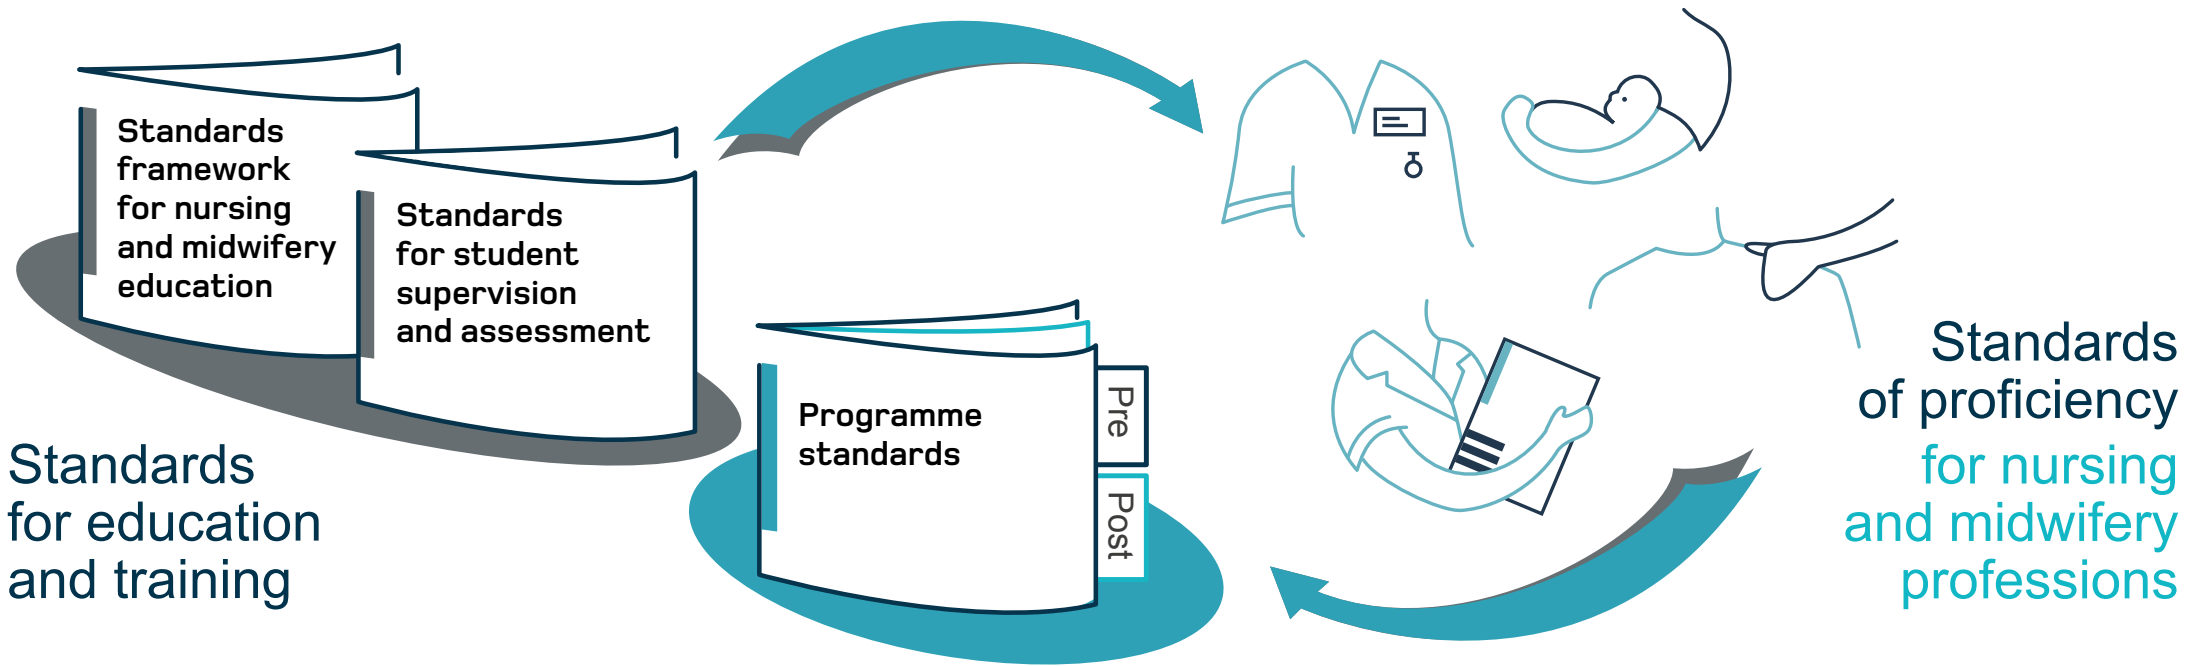 Standards
framework
for nursing
and midwifery
education
Standards
for student
supervision
and assessment
Programme
standards
Pre
Post
Standards
for education
and training
Standards
of proficiency
for nursing
and midwifery
professions